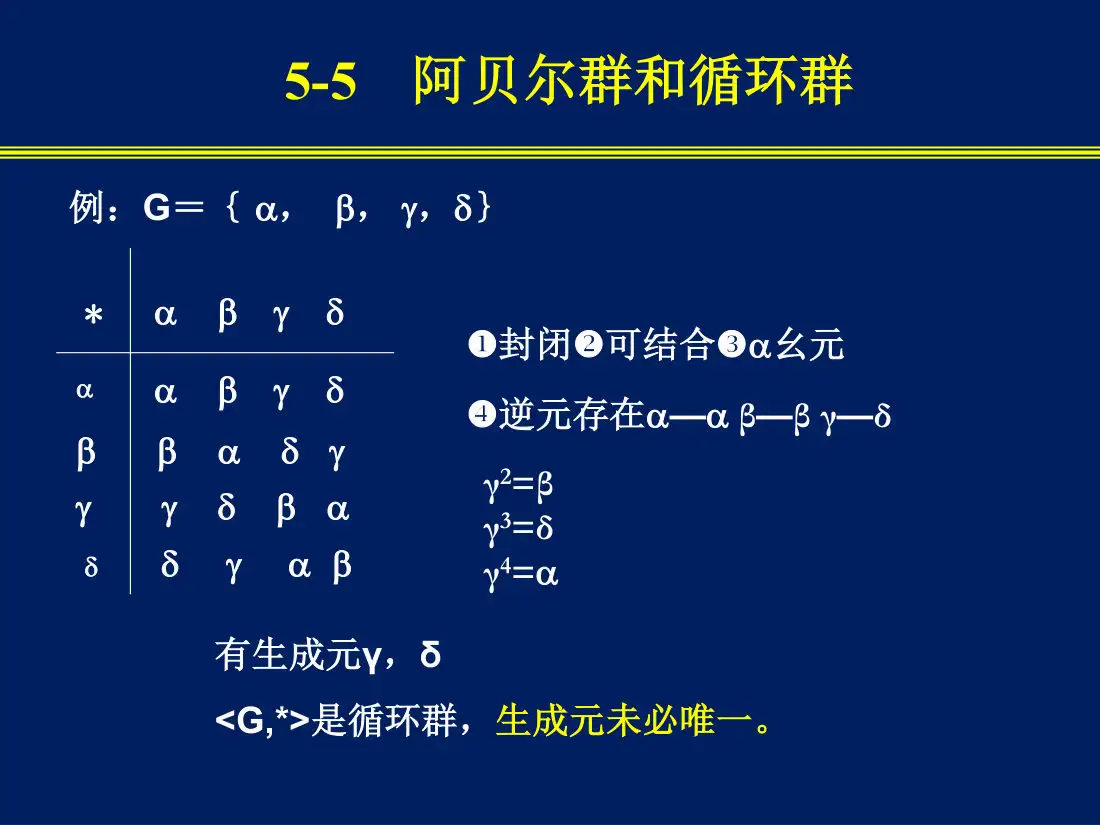 5-5 阿贝尔群和循环群
例：G＝｛ α， β， γ，δ｝
* α β γ δ
α α β γ δ
β β α δ γ
γ γ δ β α
δ δ γ α β
❶封闭❷可结合❸α幺元
❹逆元存在α—α β—β γ—δ
γ²=β
γ³=δ
γ⁴=α
有生成元γ，δ
<G,*>是循环群，生成元未必唯一。